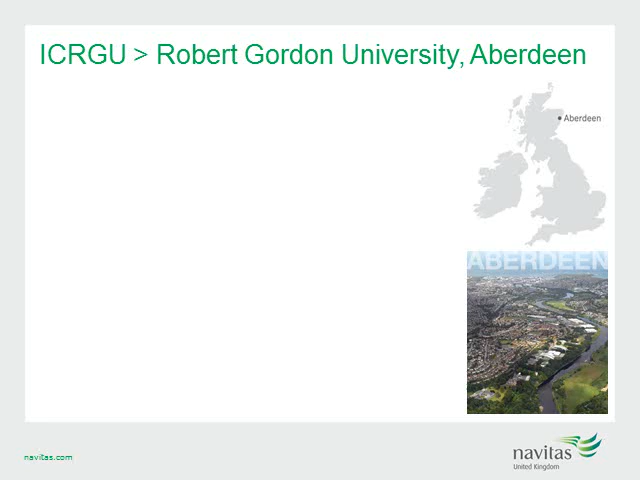 ICRGU > Robert Gordon University, Aberdeen
Aberdeen
ABERDEEN
navitas.com
navitas
United Kingdom